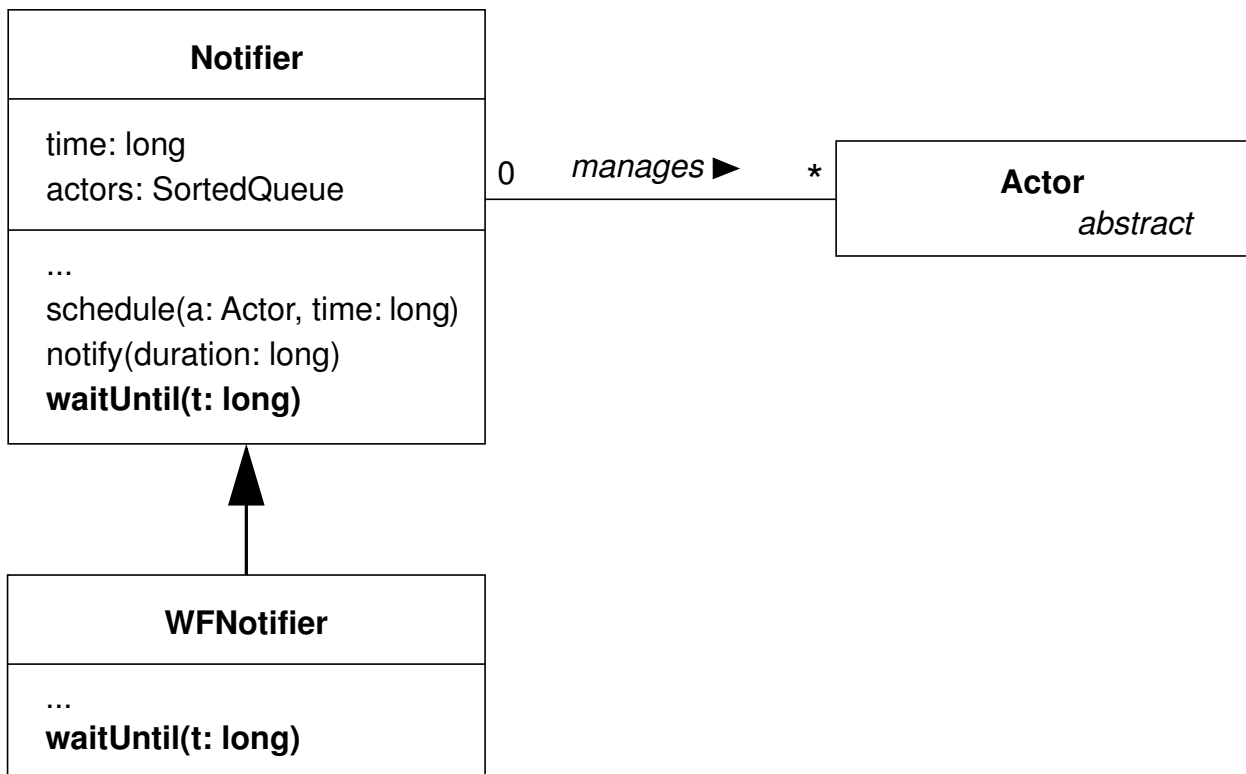 Notifier
time: long
actors: SortedQueue
0 manages ► *
Actor
abstract
...
schedule(a: Actor, time: long)
notify(duration: long)
waitUntil(t: long)
WFNotifier
...
waitUntil(t: long)